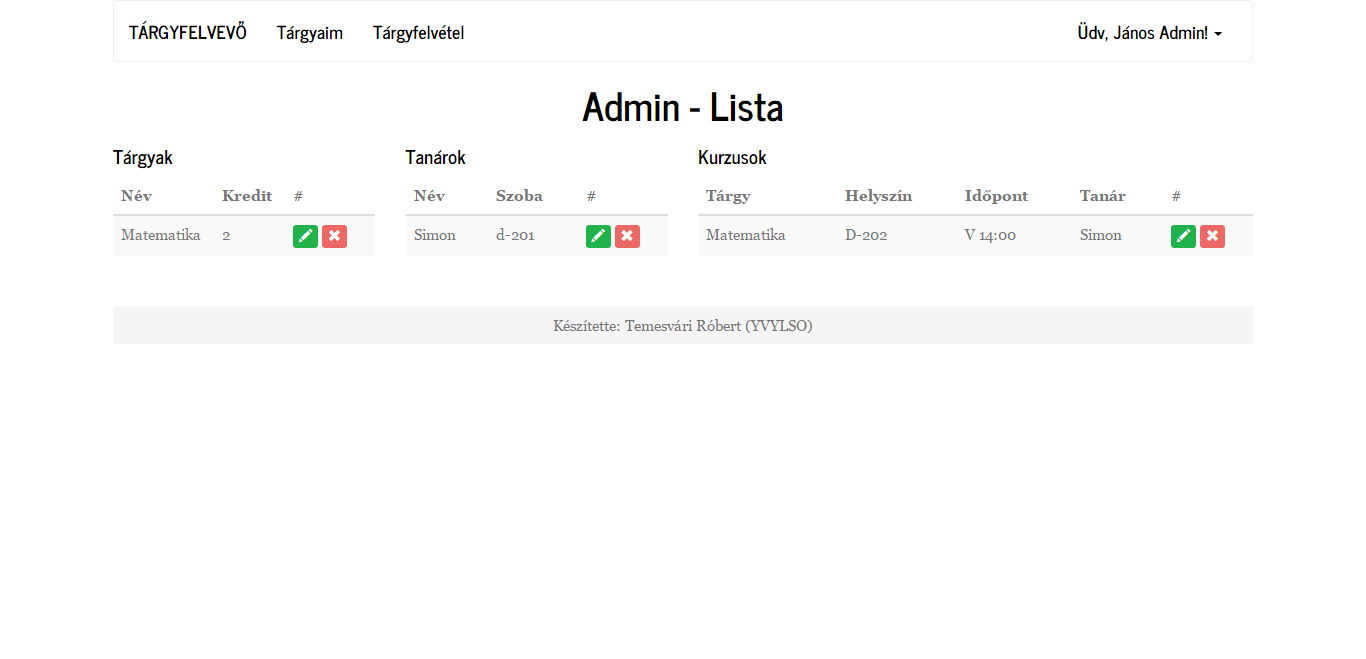 TÁRGYFELVEVŐ Tárgyaim Tárgyfelvétel Üdv, János Admin!
Admin - Lista
Tárgyak
Név Kredit #
Matematika 2
Tanárok
Név Szoba #
Simon d-201
Kurzusok
Tárgy Helyszín Időpont Tanár #
Matematika D-202 V 14:00 Simon
Készítette: Temesvári Róbert (YVYLSO)